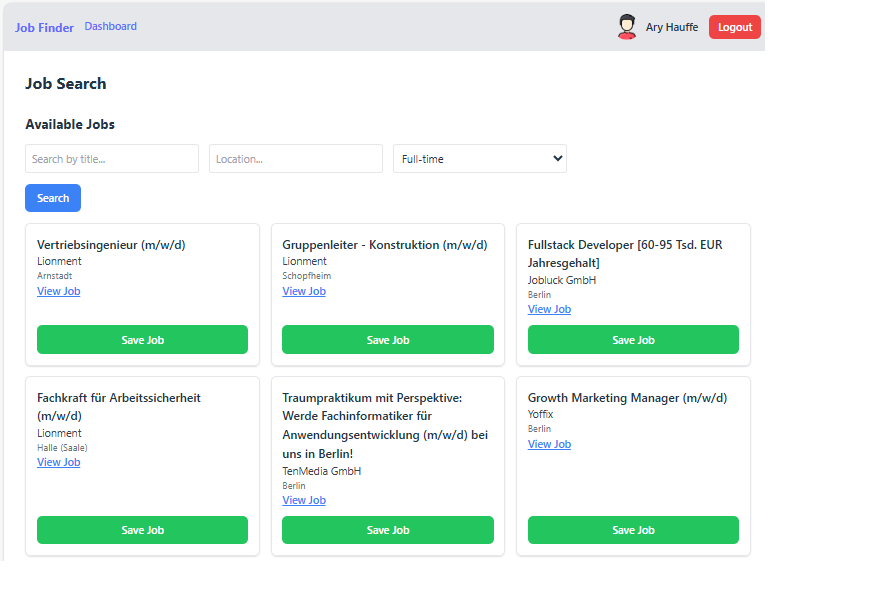 Job Finder Dashboard Ary Hauffe Logout
Job Search
Available Jobs
Search by title... Location... Full-time
Search
Vertriebsingenieur (m/w/d)
Lionment
Arnstadt
View Job
Save Job
Gruppenleiter - Konstruktion (m/w/d)
Lionment
Schopfheim
View Job
Save Job
Fullstack Developer [60-95 Tsd. EUR
Jahresgehalt]
Jobluck GmbH
Berlin
View Job
Save Job
Fachkraft für Arbeitssicherheit
(m/w/d)
Lionment
Halle (Saale)
View Job
Save Job
Traumpraktikum mit Perspektive:
Werde Fachinformatiker für
Anwendungsentwicklung (m/w/d) bei
uns in Berlin!
TenMedia GmbH
Berlin
View Job
Save Job
Growth Marketing Manager (m/w/d)
Yoffix
Berlin
View Job
Save Job